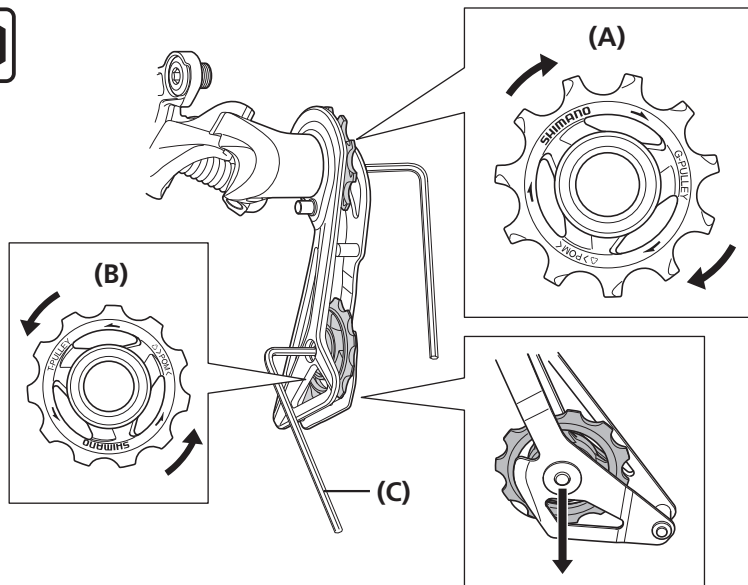 (A)
SHIMANO
G-PULLEY
△>POM<
(B)
T-PULLEY
△>POM<
SHIMANO
(C)